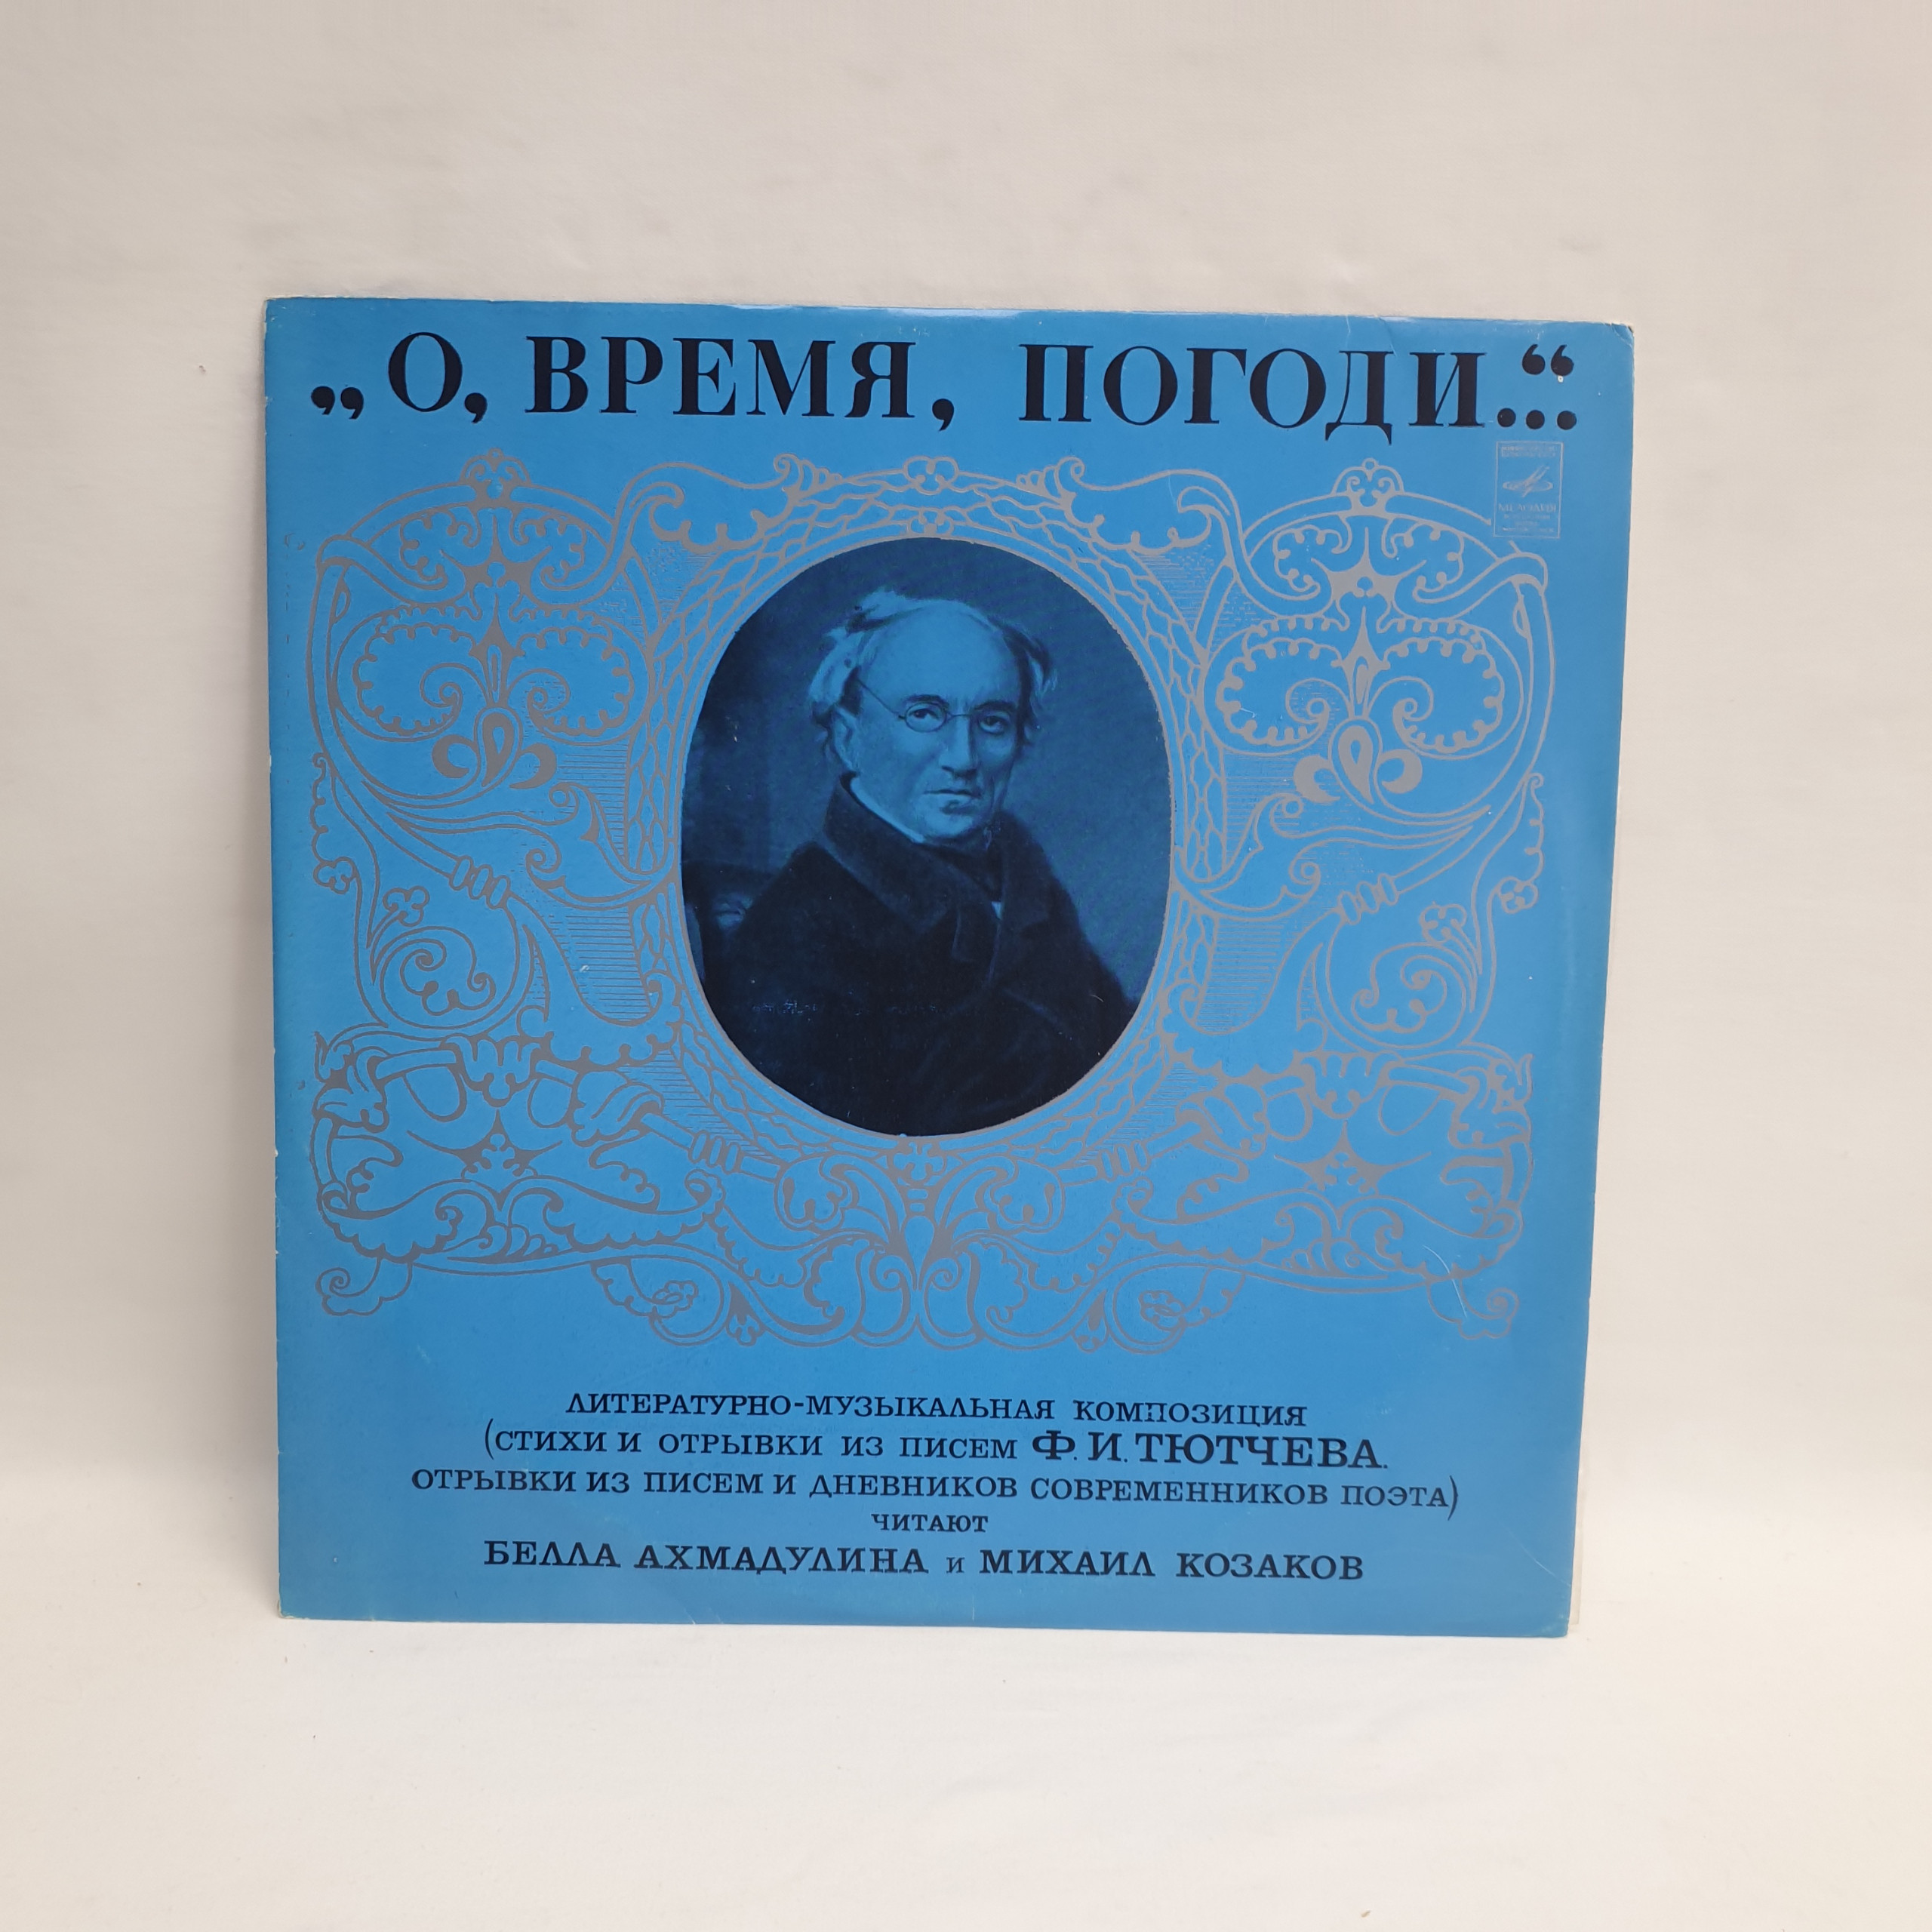 „О, ВРЕМЯ, ПОГОДИ...“
МЕЛОДИЯ
ЛИТЕРАТУРНО-МУЗЫКАЛЬНАЯ КОМПОЗИЦИЯ
(СТИХИ И ОТРЫВКИ ИЗ ПИСЕМ Ф. И. ТЮТЧЕВА.
ОТРЫВКИ ИЗ ПИСЕМ И ДНЕВНИКОВ СОВРЕМЕННИКОВ ПОЭТА)
ЧИТАЮТ
БЕЛЛА АХМАДУЛИНА и МИХАИЛ КОЗАКОВ